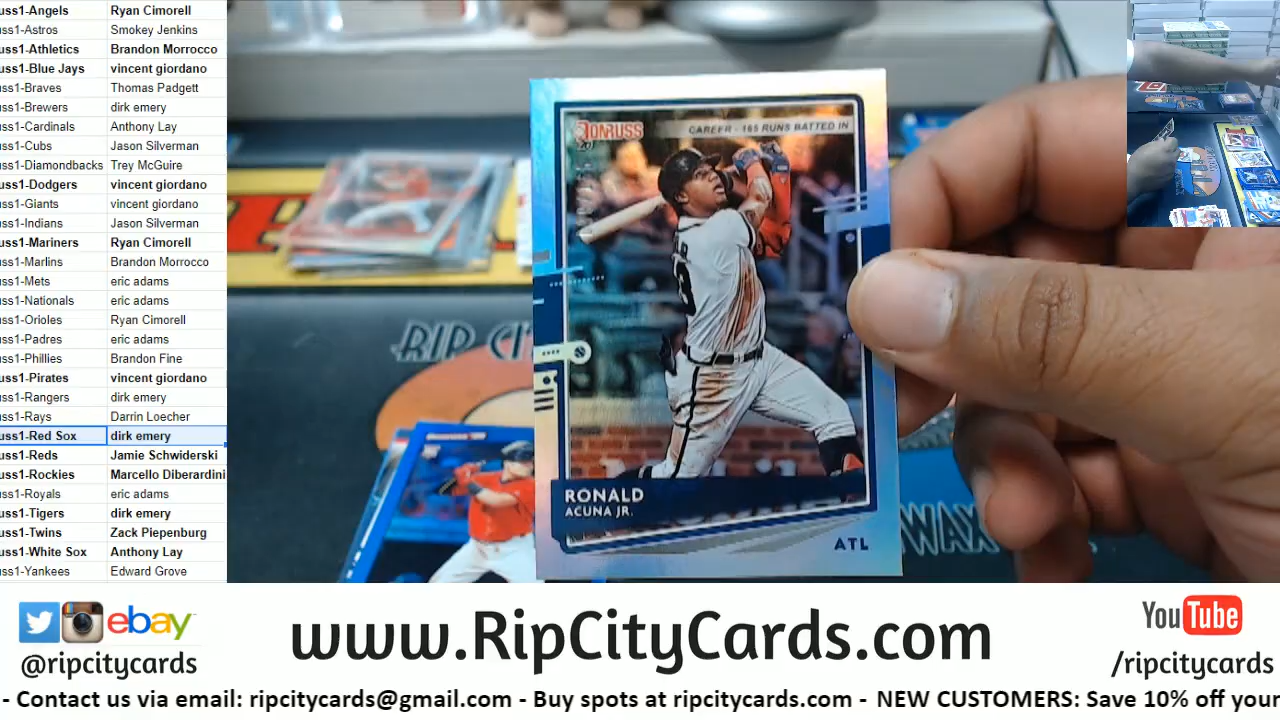 uss1-Angels Ryan Cimorell
uss1-Astros Smokey Jenkins
uss1-Athletics Brandon Morrocco
uss1-Blue Jays vincent giordano
uss1-Braves Thomas Padgett
uss1-Brewers dirk emery
uss1-Cardinals Anthony Lay
uss1-Cubs Jason Silverman
uss1-Diamondbacks Trey McGuire
uss1-Dodgers vincent giordano
uss1-Giants vincent giordano
uss1-Indians Jason Silverman
uss1-Mariners Ryan Cimorell
uss1-Marlins Brandon Morrocco
uss1-Mets eric adams
uss1-Nationals eric adams
uss1-Orioles Ryan Cimorell
uss1-Padres eric adams
uss1-Phillies Brandon Fine
uss1-Pirates vincent giordano
uss1-Rangers dirk emery
uss1-Rays Darrin Loecher
uss1-Red Sox dirk emery
uss1-Reds Jamie Schwiderski
uss1-Rockies Marcello Diberardini
uss1-Royals eric adams
uss1-Tigers dirk emery
uss1-Twins Zack Piepenburg
uss1-White Sox Anthony Lay
uss1-Yankees Edward Grove
DONRUSS
CAREER - 165 RUNS BATTED IN
RONALD
ACUNA JR.
ATL
RIP CI
WAX
ebay
@ripcitycards
www.RipCityCards.com
YouTube
/ripcitycards
- Contact us via email: ripcitycards@gmail.com - Buy spots at ripcitycards.com - NEW CUSTOMERS: Save 10% off your